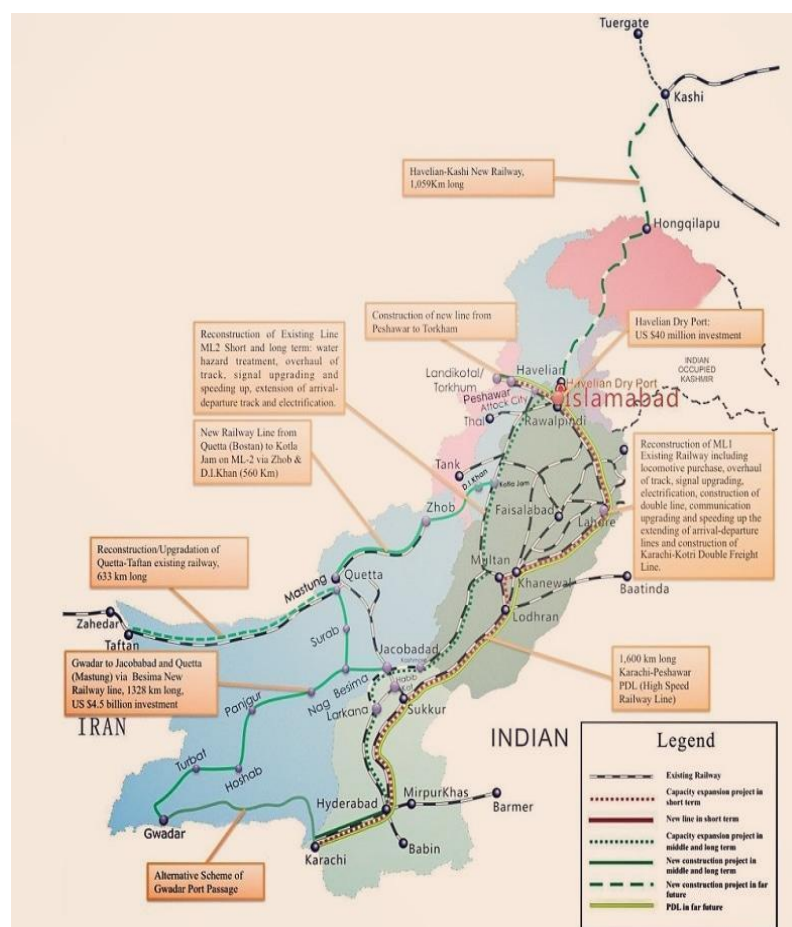 Tuergate
Kashi
Havelian-Kashi New Railway,
1,059Km long
Hongqilapu
Construction of new line from
Peshawar to Torkham
Havelian Dry Port:
US $40 million investment
Reconstruction of Existing Line
ML2 Short and long term: water
hazard treatment, overhaul of
track, signal upgrading and
speeding up, extension of arrival-
departure track and electrification.
INDIAN
OCCUPIED
KASHMIR
Landikotal/
Torkhum
Havelian
Havelian Dry Port
Peshawar
Attock City
Islamabad
Thal
Rawalpindi
New Railway Line from
Quetta (Bostan) to Kotla
Jam on ML-2 via Zhob &
D.I.Khan (560 Km)
Reconstruction of ML1
Existing Railway including
locomotive purchase, overhaul
of track, signal upgrading,
electrification, construction of
double line, communication
upgrading and speeding up the
extending of arrival-departure
lines and construction of
Karachi-Kotri Double Freight
Line.
Tank
D.I.Khan
Kotla Jam
Zhob
Faisalabad
Lahore
Reconstruction/Upgradation of
Quetta-Taftan existing railway,
633 km long
Multan
Khanewal
Mastung
Quetta
Baatinda
Lodhran
Zahedar
Taftan
Surab
Jacobadad
Gwadar to Jacobabad and Quetta
(Mastung) via Besima New
Railway line, 1328 km long,
US $4.5 billion investment
1,600 km long
Karachi-Peshawar
PDL (High Speed
Railway Line)
Besima
Nag
Habib
Kot
Larkana
Sukkur
Panjgur
IRAN
INDIAN
Turbat
Hoshab
Gwadar
Hyderabad
MirpurKhas
Barmer
Babin
Karachi
Alternative Scheme of
Gwadar Port Passage
Legend
Existing Railway
Capacity expansion project in
short term
New line in short term
Capacity expansion project in
middle and long term
New construction project in
middle and long term
New construction project in far
future
PDL in far future